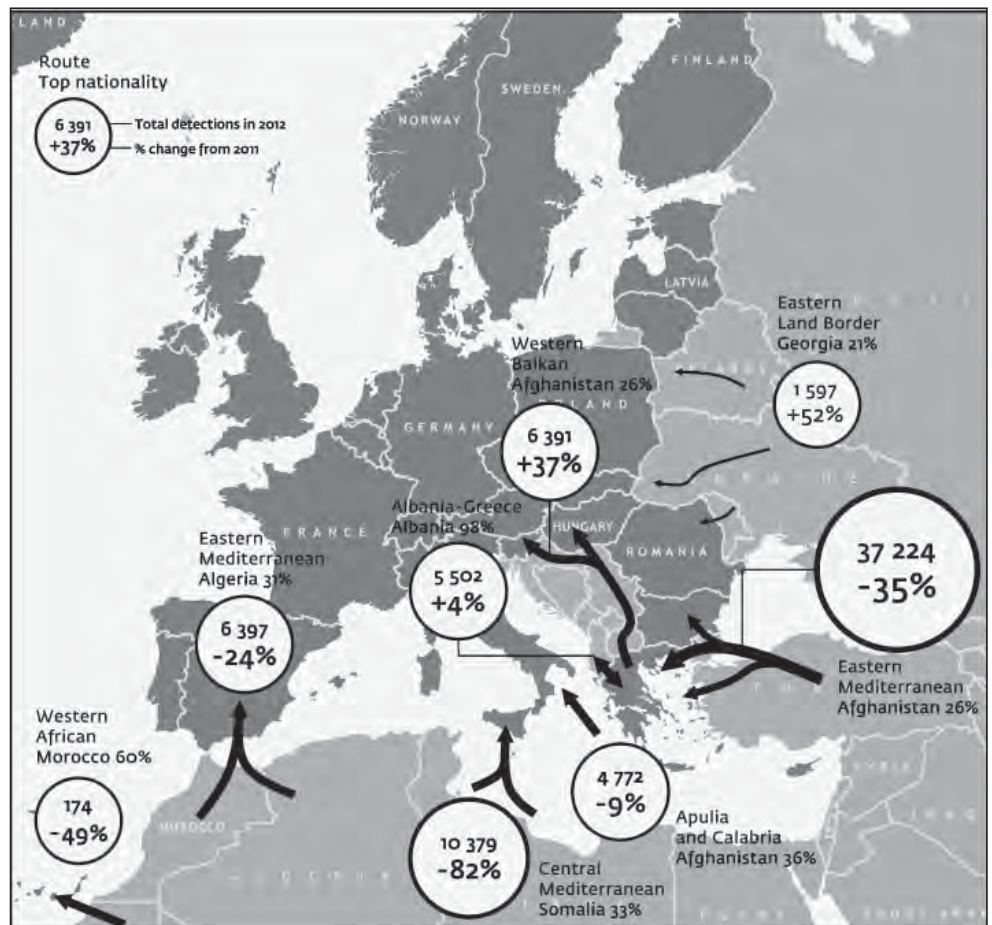 LAND
Route
Top nationality
6 391
+37%
Total detections in 2012
% change from 2011
FINLAND
SWEDEN
NORWAY
LATVIA
Eastern
Land Border
Georgia 21%
1 597
+52%
Western
Balkan
Afghanistan 26%
6 391
+37%
GERMANY
Albania-Greece
Albania 98%
5 502
+4%
HUNGARY
ROMANIA
FRANCE
37 224
-35%
Eastern
Mediterranean
Afghanistan 26%
Eastern
Mediterranean
Algeria 31%
6 397
-24%
Western
African
Morocco 60%
174
-49%
MOROCCO
4 772
-9%
Apulia
and Calabria
Afghanistan 36%
10 379
-82%
Central
Mediterranean
Somalia 33%
SYRIA